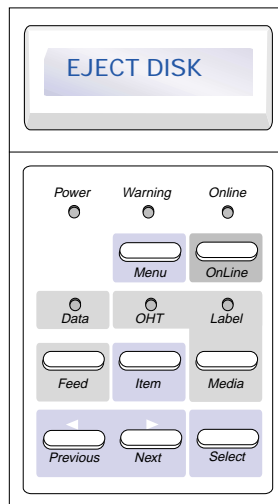 EJECT DISK
Power Warning Online
Menu OnLine
Data OHT Label
Feed Item Media
Previous Next Select